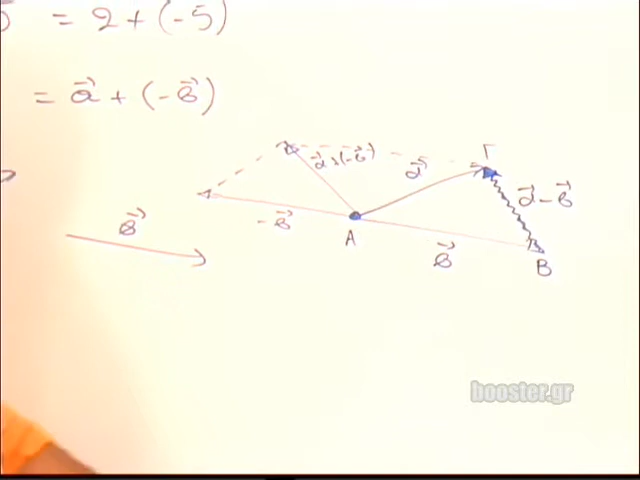 = 2 + (-5)
= α⃗ + (-β⃗)
α⃗ + (-β⃗)
Γ
α⃗
α⃗ - β⃗
-β⃗
β⃗
A
β⃗
B
booster.gr